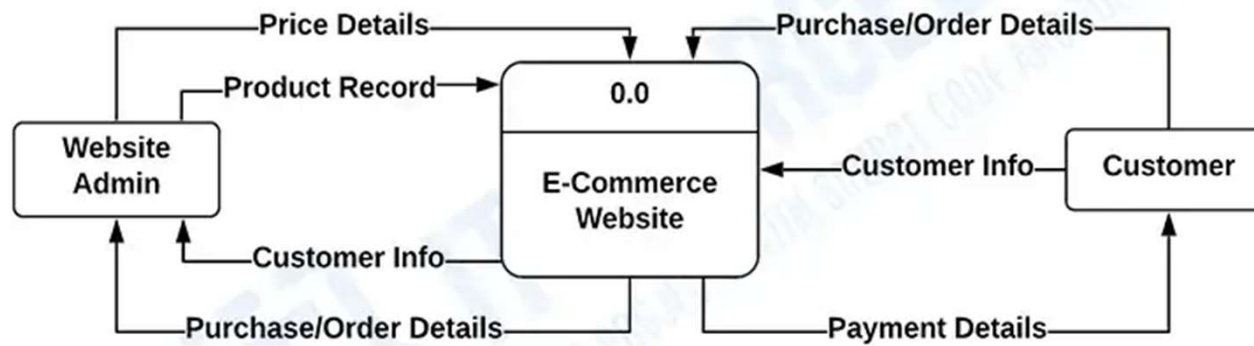 Price Details
Purchase/Order Details
Product Record
0.0
Website
Admin
E-Commerce
Website
Customer Info
Customer
Customer Info
Purchase/Order Details
Payment Details